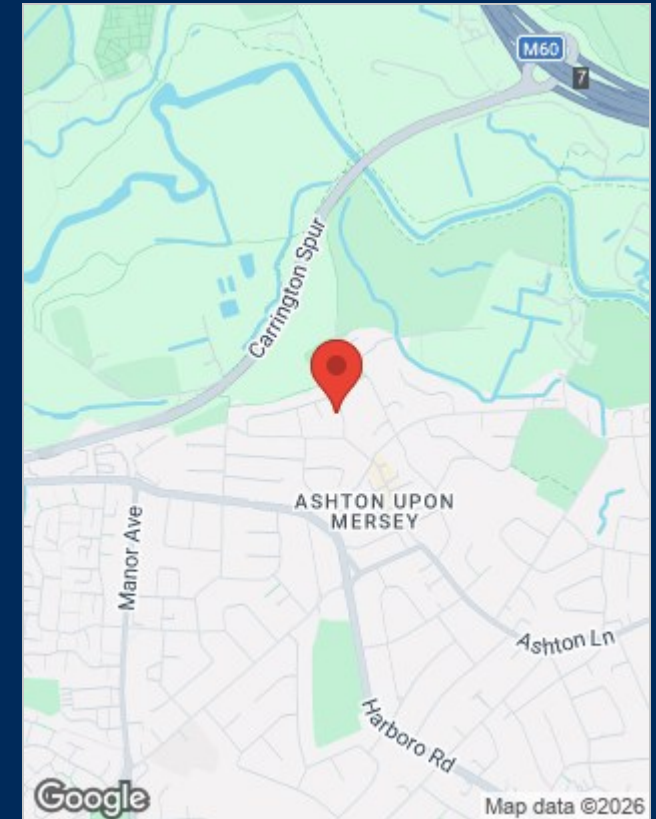 M60
7
Carrington Spur
ASHTON UPON
MERSEY
Manor Ave
Ashton Ln
Harboro Rd
Google
Map data ©2026